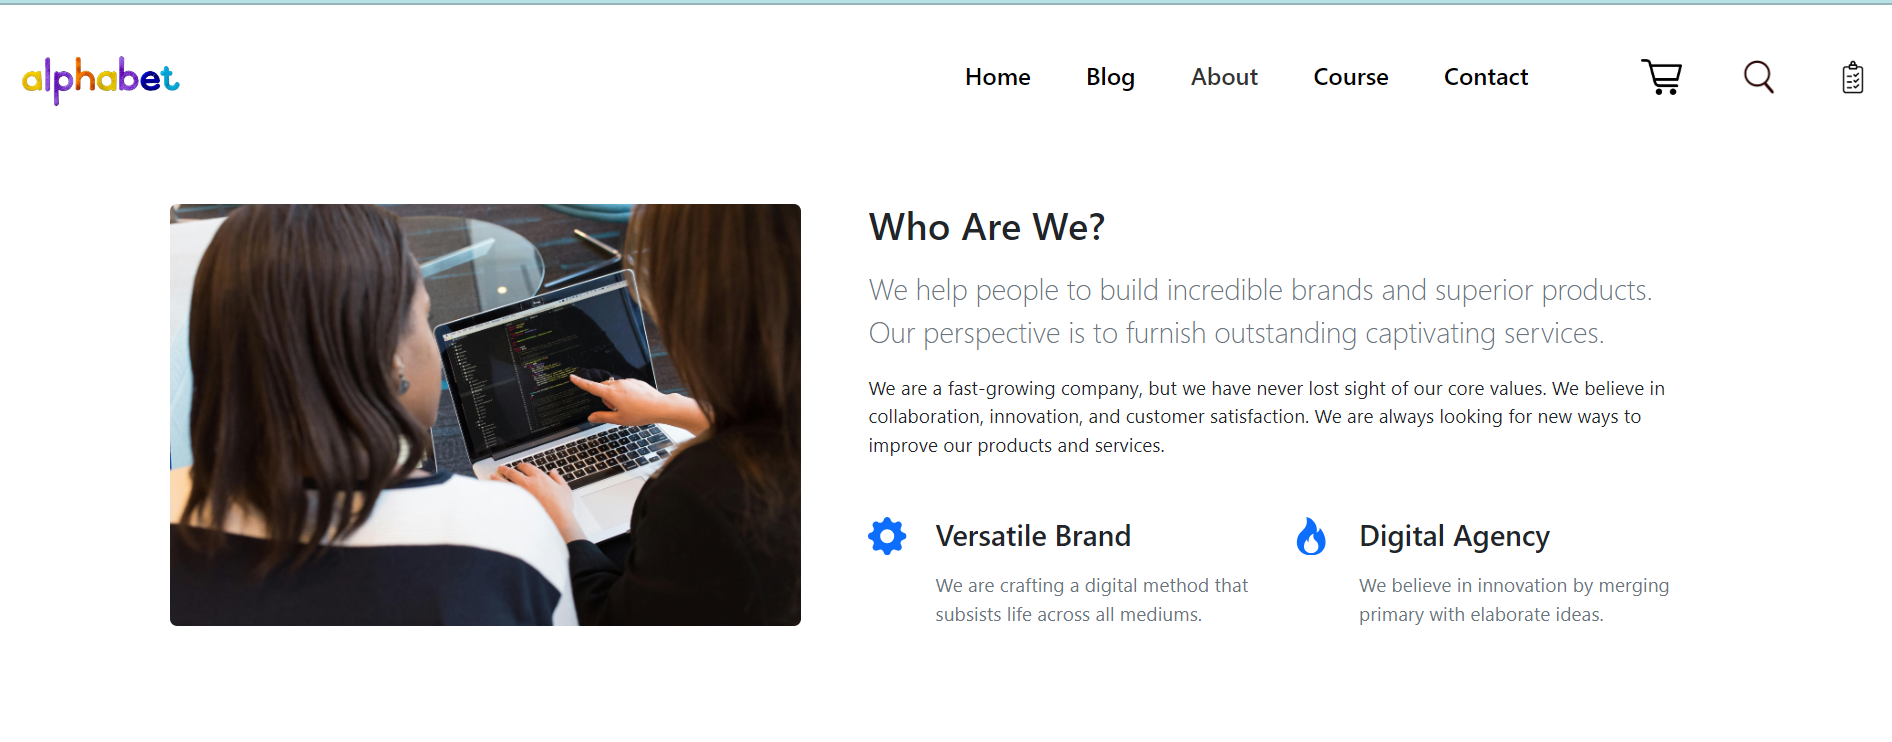 alphabet
Home Blog About Course Contact
Who Are We?
We help people to build incredible brands and superior products.
Our perspective is to furnish outstanding captivating services.
We are a fast-growing company, but we have never lost sight of our core values. We believe in
collaboration, innovation, and customer satisfaction. We are always looking for new ways to
improve our products and services.
Versatile Brand
We are crafting a digital method that
subsists life across all mediums.
Digital Agency
We believe in innovation by merging
primary with elaborate ideas.